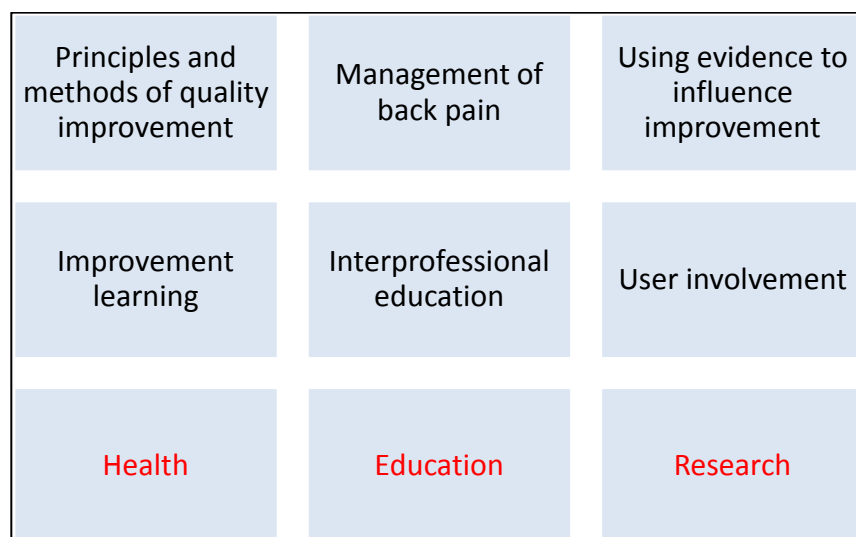 Principles and
methods of quality
improvement
Management of
back pain
Using evidence to
influence
improvement
Improvement
learning
Interprofessional
education
User involvement
Health
Education
Research